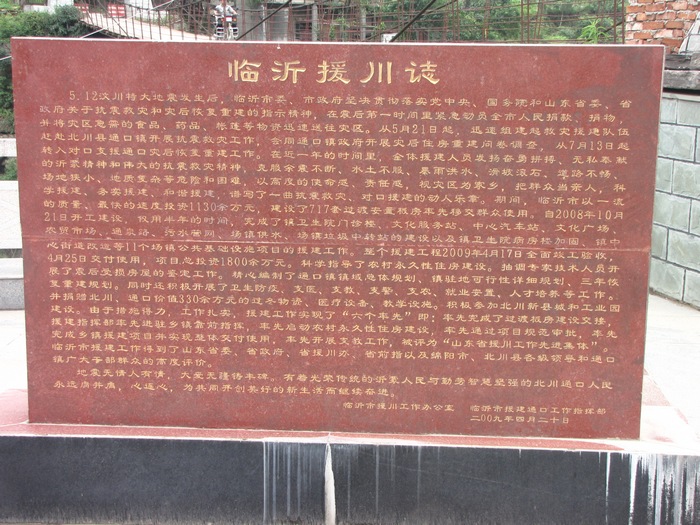 临沂援川誌
5.12汶川特大地震发生后，临沂市委、市政府坚决贯彻落实党中央、国务院和山东省委、省
政府关于抗震救灾和灾后恢复重建的指示精神，在震后第一时间里紧急动员全市人民捐款、捐物，
并将灾区急需的食品、药品、帐篷等物资迅速送往灾区。从5月21日起，迅速组建起救灾援建队伍
赴赴北川县通口镇开展抗震救灾工作，会同通口镇政府开展灾后住房重建问卷调查，从7月13日起
转入对口支援通口灾后恢复重建工作。在近一年的时间里，全体援建人员发扬奋勇拼搏、无私奉献
的沂蒙精神和伟大的抗震救灾精神，克服余震不断、水土不服、暴雨洪水、滑坡滚石、道路不畅、
场地狭小、地质复杂等危险和困难，以高度的使命感、责任感，视灾区为家乡，把群众当亲人，科
学援建、务实援建、和谐援建，谱写了一曲抗震救灾、对口援建的动人乐章。期间，临沂市以一流
的质量、最快的速度投资1130余万元，建设了717套过渡安置板房率先移交群众使用。自2008年10月
21日开工建设，仅用半年的时间，完成了镇卫生院门诊楼、文化服务站、中心汽车站、文化广场、
农贸市场、通泉路、污水管网、场镇供水、场镇垃圾中转站的建设以及镇卫生院病房楼加固、镇中
心街道改造等11个场镇公共基础设施项目的援建工作。整个援建工程2009年4月17日全面竣工验收，
4月25日交付使用，项目总投资1800余万元。科学指导了农村永久性住房建设。抽调专家技术人员开
展了震后受损房屋的鉴定工作。精心编制了通口镇镇域总体规划、镇驻地可行性详细规划、三年恢
复重建规划。同时还积极开展了卫生防疫、支医、支教、支警、支农、就业安置、人才培养等工作。
并捐赠北川、通口价值330余万元的过冬物资、医疗设备、教学设施。积极参加北川新县城和工业园
建设。由于措施得力，工作扎实，援建工作实现了“六个率先”即：率先完成了过渡板房建设交接，
援建指挥部率先进驻乡镇靠前指挥，率先启动农村永久性住房建设，率先通过项目规范审批，率先
完成乡镇援建项目并实现整体交付使用，率先开展支教工作，被评为“山东省援川工作先进集体”。
临沂市援建工作得到了山东省委、省政府、省援川办、省前指以及绵阳市、北川县各级领导和通口
镇广大干部群众的高度评价。
地震无情人有情，大爱无疆铸丰碑。有着光荣传统的沂蒙人民与勤劳智慧坚强的北川通口人民
永远肩并肩，心连心，为共同开创美好的新生活而继续奋进。
临沂市援川工作办公室 临沂市援建通口工作指挥部
二00九年四月二十日